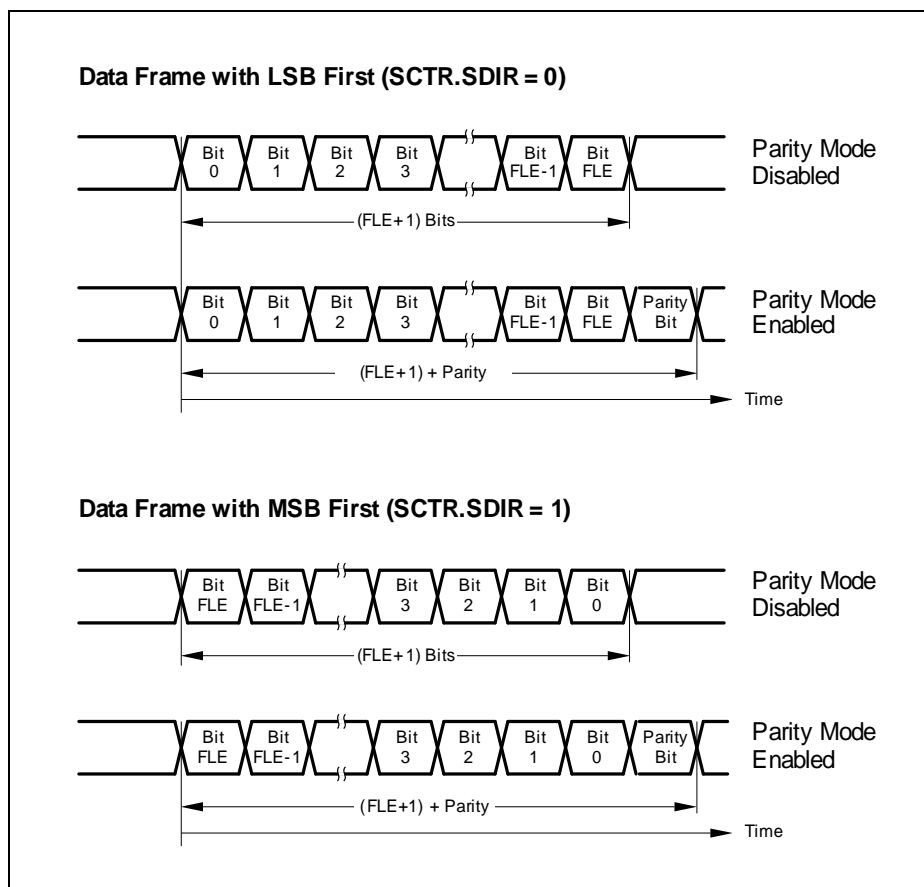 Data Frame with LSB First (SCTR.SDIR = 0)
Bit 0 Bit 1 Bit 2 Bit 3 Bit FLE-1 Bit FLE
Parity Mode Disabled
(FLE+1) Bits
Bit 0 Bit 1 Bit 2 Bit 3 Bit FLE-1 Bit FLE Parity Bit
Parity Mode Enabled
(FLE+1) + Parity
Time
Data Frame with MSB First (SCTR.SDIR = 1)
Bit FLE Bit FLE-1 Bit 3 Bit 2 Bit 1 Bit 0
Parity Mode Disabled
(FLE+1) Bits
Bit FLE Bit FLE-1 Bit 3 Bit 2 Bit 1 Bit 0 Parity Bit
Parity Mode Enabled
(FLE+1) + Parity
Time